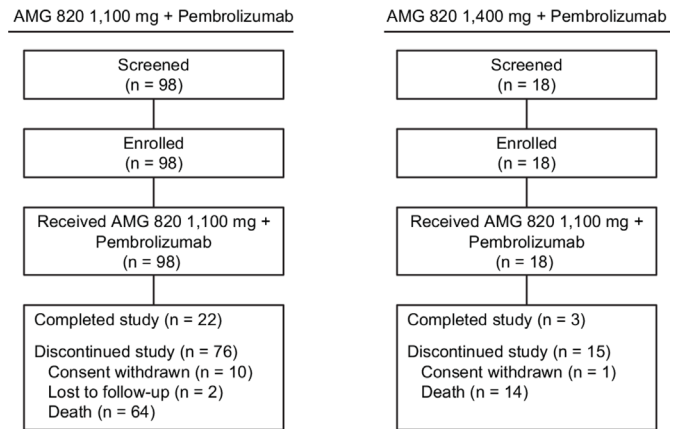 AMG 820 1,100 mg + Pembrolizumab
Screened
(n = 98)
Enrolled
(n = 98)
Received AMG 820 1,100 mg +
Pembrolizumab
(n = 98)
Completed study (n = 22)
Discontinued study (n = 76)
Consent withdrawn (n = 10)
Lost to follow-up (n = 2)
Death (n = 64)
AMG 820 1,400 mg + Pembrolizumab
Screened
(n = 18)
Enrolled
(n = 18)
Received AMG 820 1,100 mg +
Pembrolizumab
(n = 18)
Completed study (n = 3)
Discontinued study (n = 15)
Consent withdrawn (n = 1)
Death (n = 14)